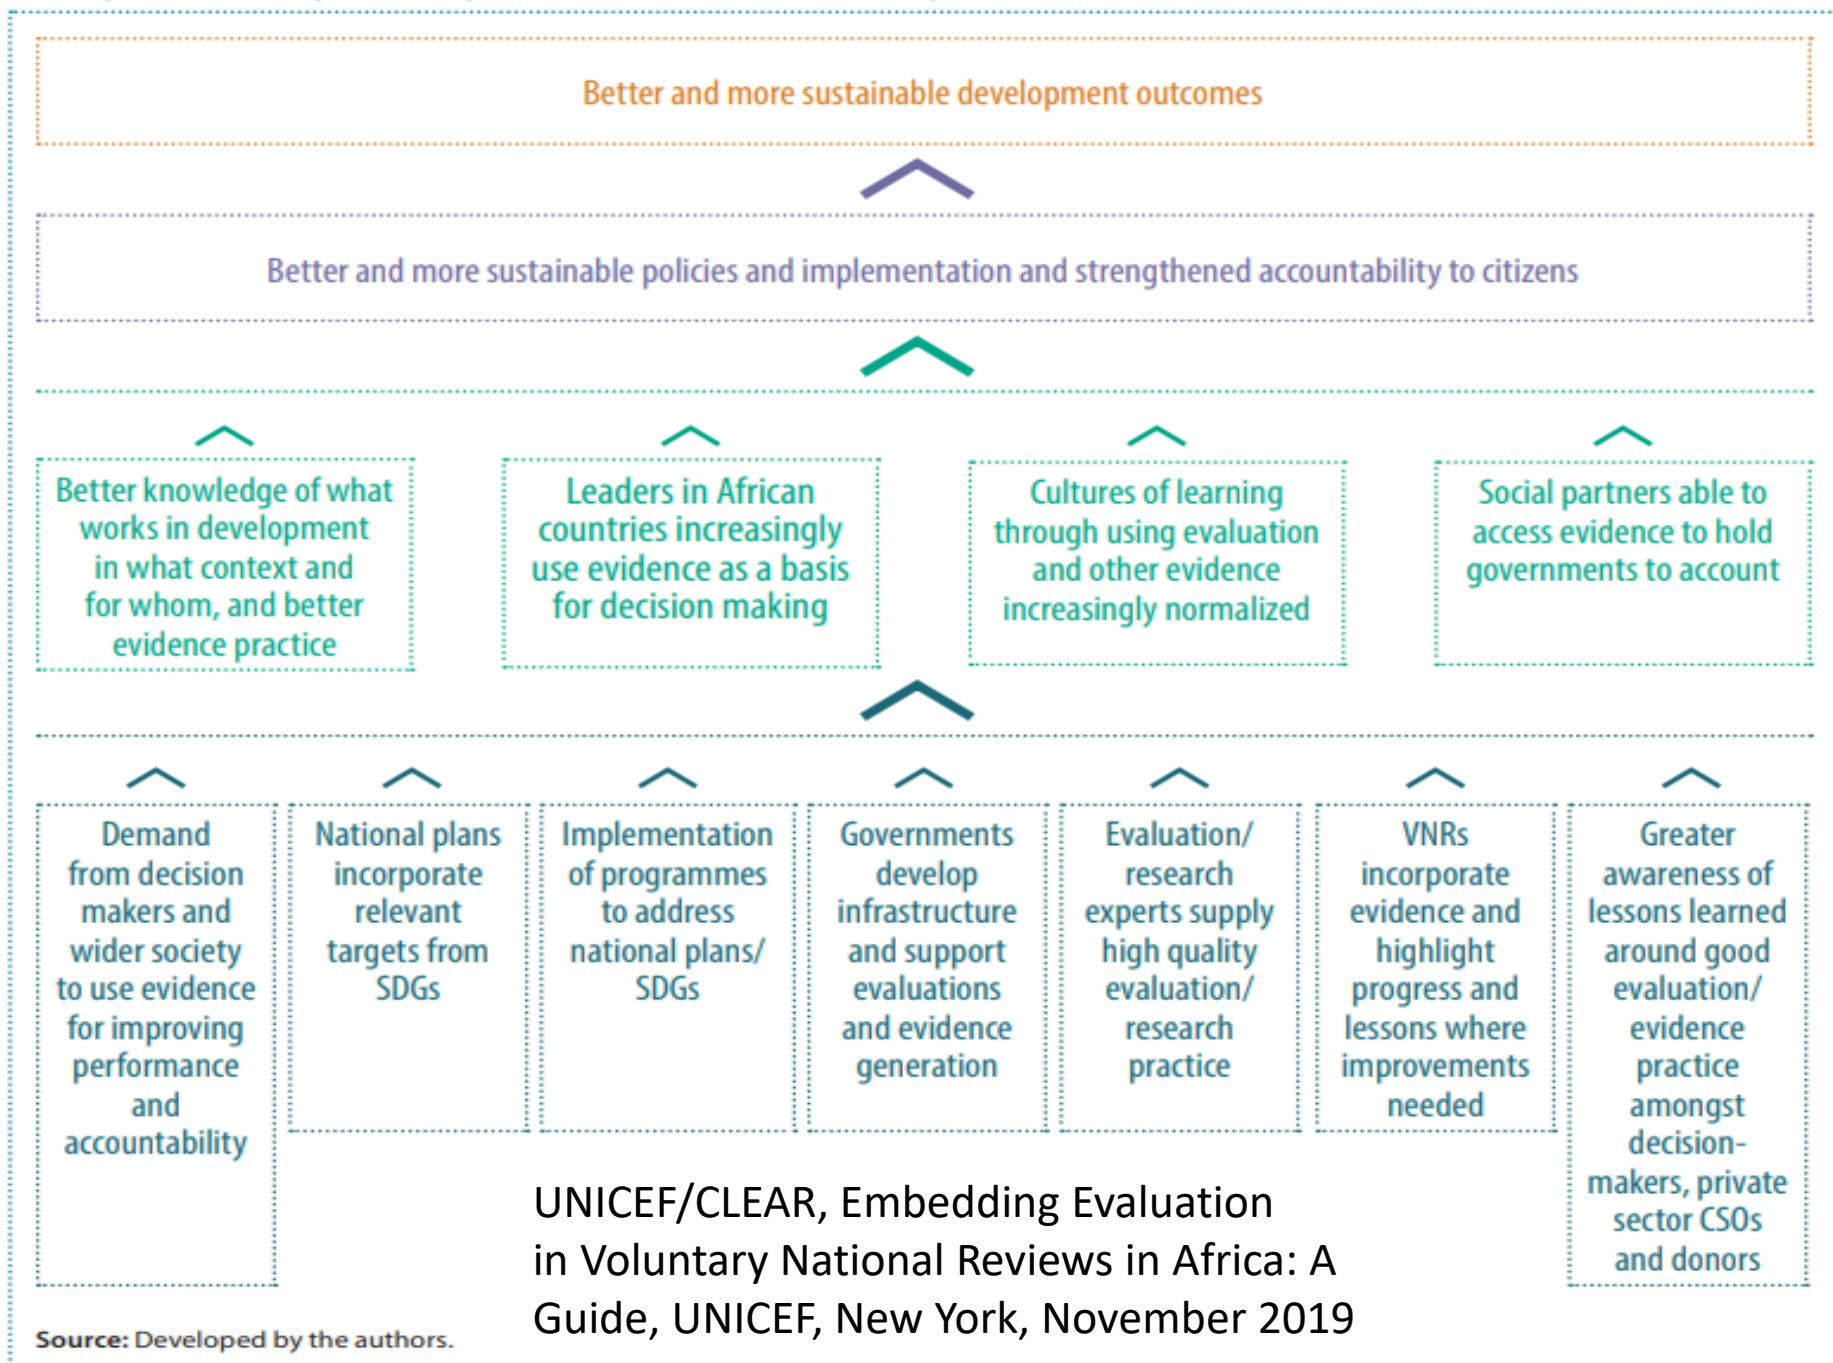 Better and more sustainable development outcomes
Better and more sustainable policies and implementation and strengthened accountability to citizens
Better knowledge of what
works in development
in what context and
for whom, and better
evidence practice
Leaders in African
countries increasingly
use evidence as a basis
for decision making
Cultures of learning
through using evaluation
and other evidence
increasingly normalized
Social partners able to
access evidence to hold
governments to account
Demand
from decision
makers and
wider society
to use evidence
for improving
performance
and
accountability
National plans
incorporate
relevant
targets from
SDGs
Implementation
of programmes
to address
national plans/
SDGs
Governments
develop
infrastructure
and support
evaluations
and evidence
generation
Evaluation/
research
experts supply
high quality
evaluation/
research
practice
VNRs
incorporate
evidence and
highlight
progress and
lessons where
improvements
needed
Greater
awareness of
lessons learned
around good
evaluation/
evidence
practice
amongst
decision-
makers, private
sector CSOs
and donors
UNICEF/CLEAR, Embedding Evaluation
in Voluntary National Reviews in Africa: A
Guide, UNICEF, New York, November 2019
Source: Developed by the authors.